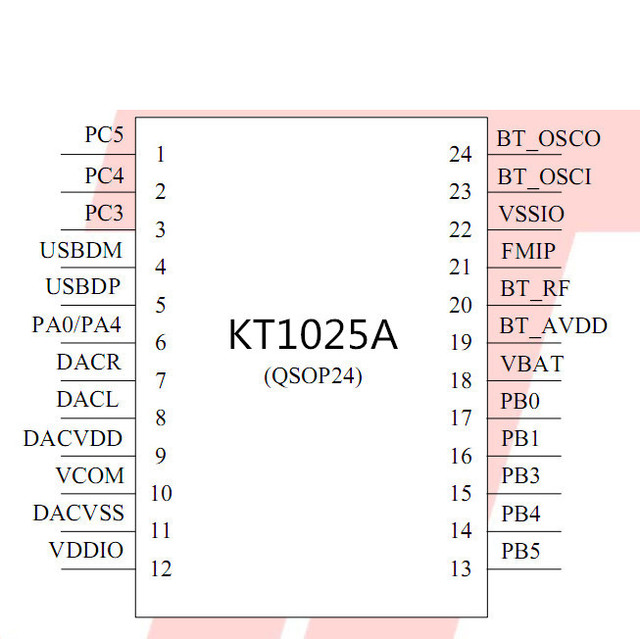 PC5 1 24 BT_OSCO
PC4 2 23 BT_OSCI
PC3 3 22 VSSIO
USBDM 4 21 FMIP
USBDP 5 20 BT_RF
PA0/PA4 6 19 BT_AVDD
KT1025A
DACR 7 18 VBAT
(QSOP24)
DACL 8 17 PB0
DACVDD 9 16 PB1
VCOM 10 15 PB3
DACVSS 11 14 PB4
VDDIO 12 13 PB5